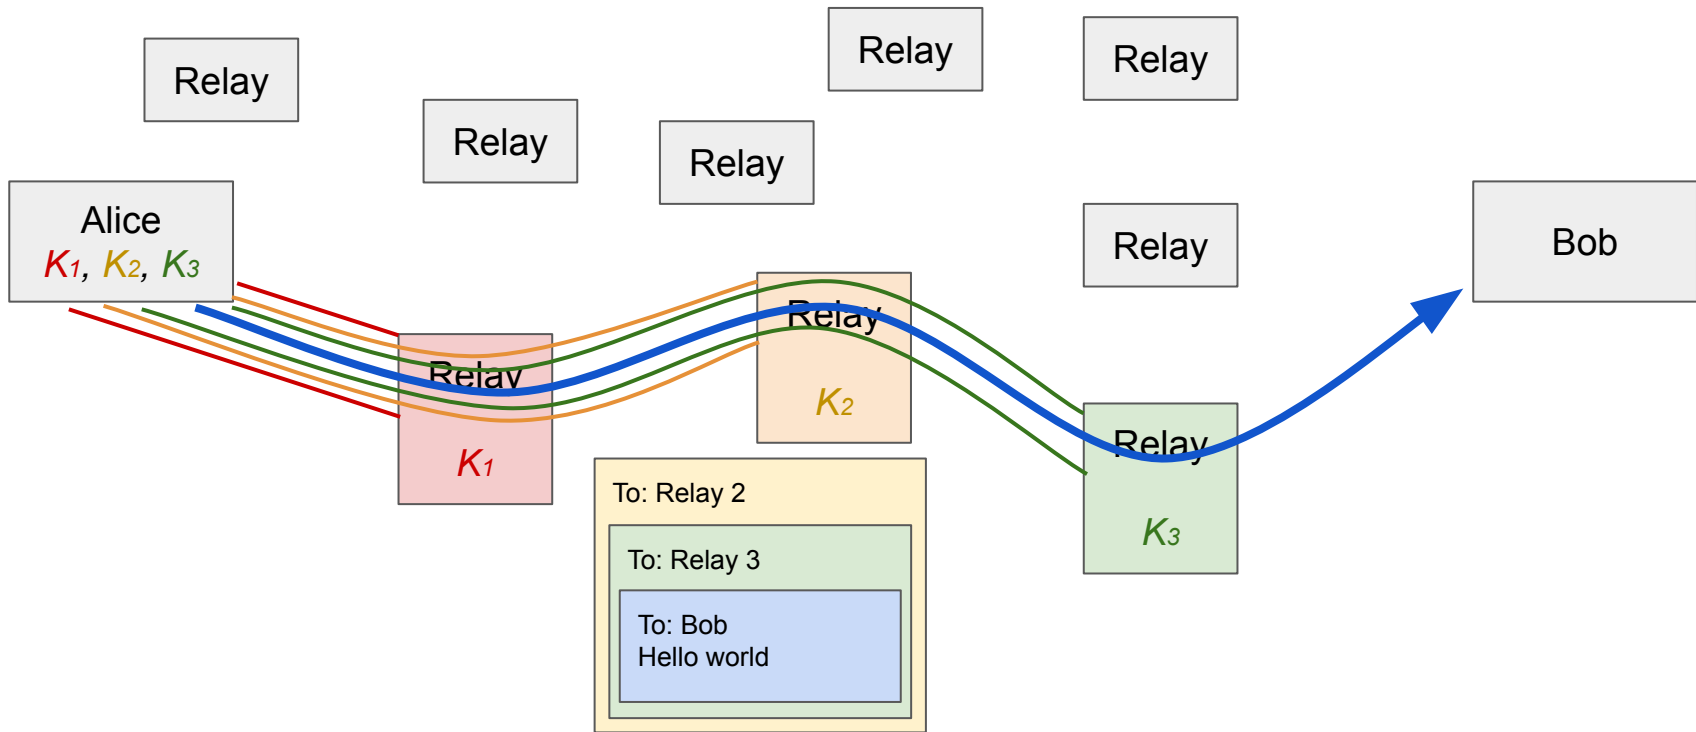 Relay
Relay
Relay
Relay
Relay
Relay
Alice
K1, K2, K3
Bob
Relay
K1
Relay
K2
Relay
K3
To: Relay 2
To: Relay 3
To: Bob
Hello world